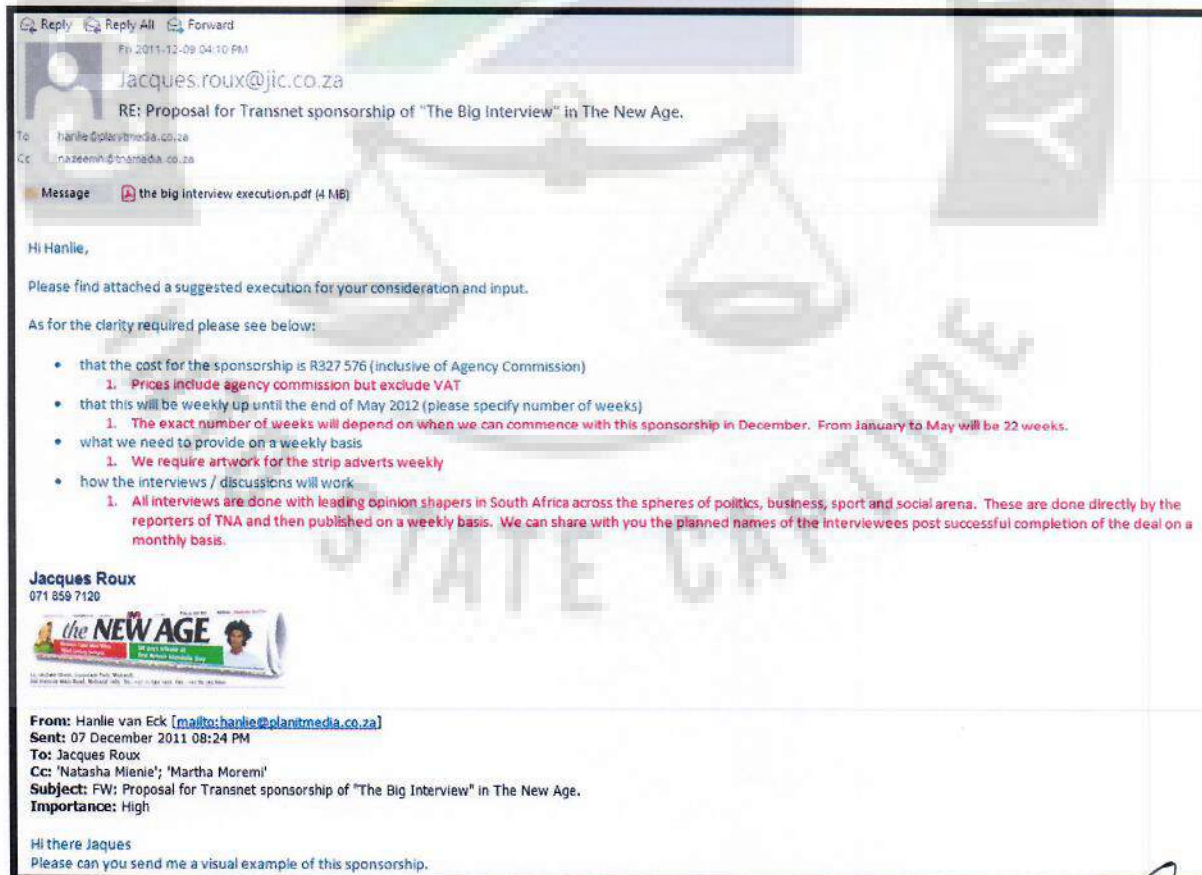 Reply Reply All Forward
Fri 2011-12-09 04:10 PM
Jacques.roux@jic.co.za
RE: Proposal for Transnet sponsorship of "The Big Interview" in The New Age.
To hanlie@planitmedia.co.za
Cc nazeemh@tnamedia.co.za
Message the big interview execution.pdf (4 MB)
Hi Hanlie,
Please find attached a suggested execution for your consideration and input.
As for the clarity required please see below:
• that the cost for the sponsorship is R327 576 (inclusive of Agency Commission)
1. Prices include agency commission but exclude VAT
• that this will be weekly up until the end of May 2012 (please specify number of weeks)
1. The exact number of weeks will depend on when we can commence with this sponsorship in December. From January to May will be 22 weeks.
• what we need to provide on a weekly basis
1. We require artwork for the strip adverts weekly
• how the interviews / discussions will work
1. All interviews are done with leading opinion shapers in South Africa across the spheres of politics, business, sport and social arena. These are done directly by the
reporters of TNA and then published on a weekly basis. We can share with you the planned names of the interviewees post successful completion of the deal on a
monthly basis.
Jacques Roux
071 859 7120
the NEW AGE
From: Hanlie van Eck [mailto:hanlie@planitmedia.co.za]
Sent: 07 December 2011 08:24 PM
To: Jacques Roux
Cc: 'Natasha Mienie'; 'Martha Moremi'
Subject: FW: Proposal for Transnet sponsorship of "The Big Interview" in The New Age.
Importance: High
Hi there Jaques
Please can you send me a visual example of this sponsorship.
RY
STATE CAPTURE